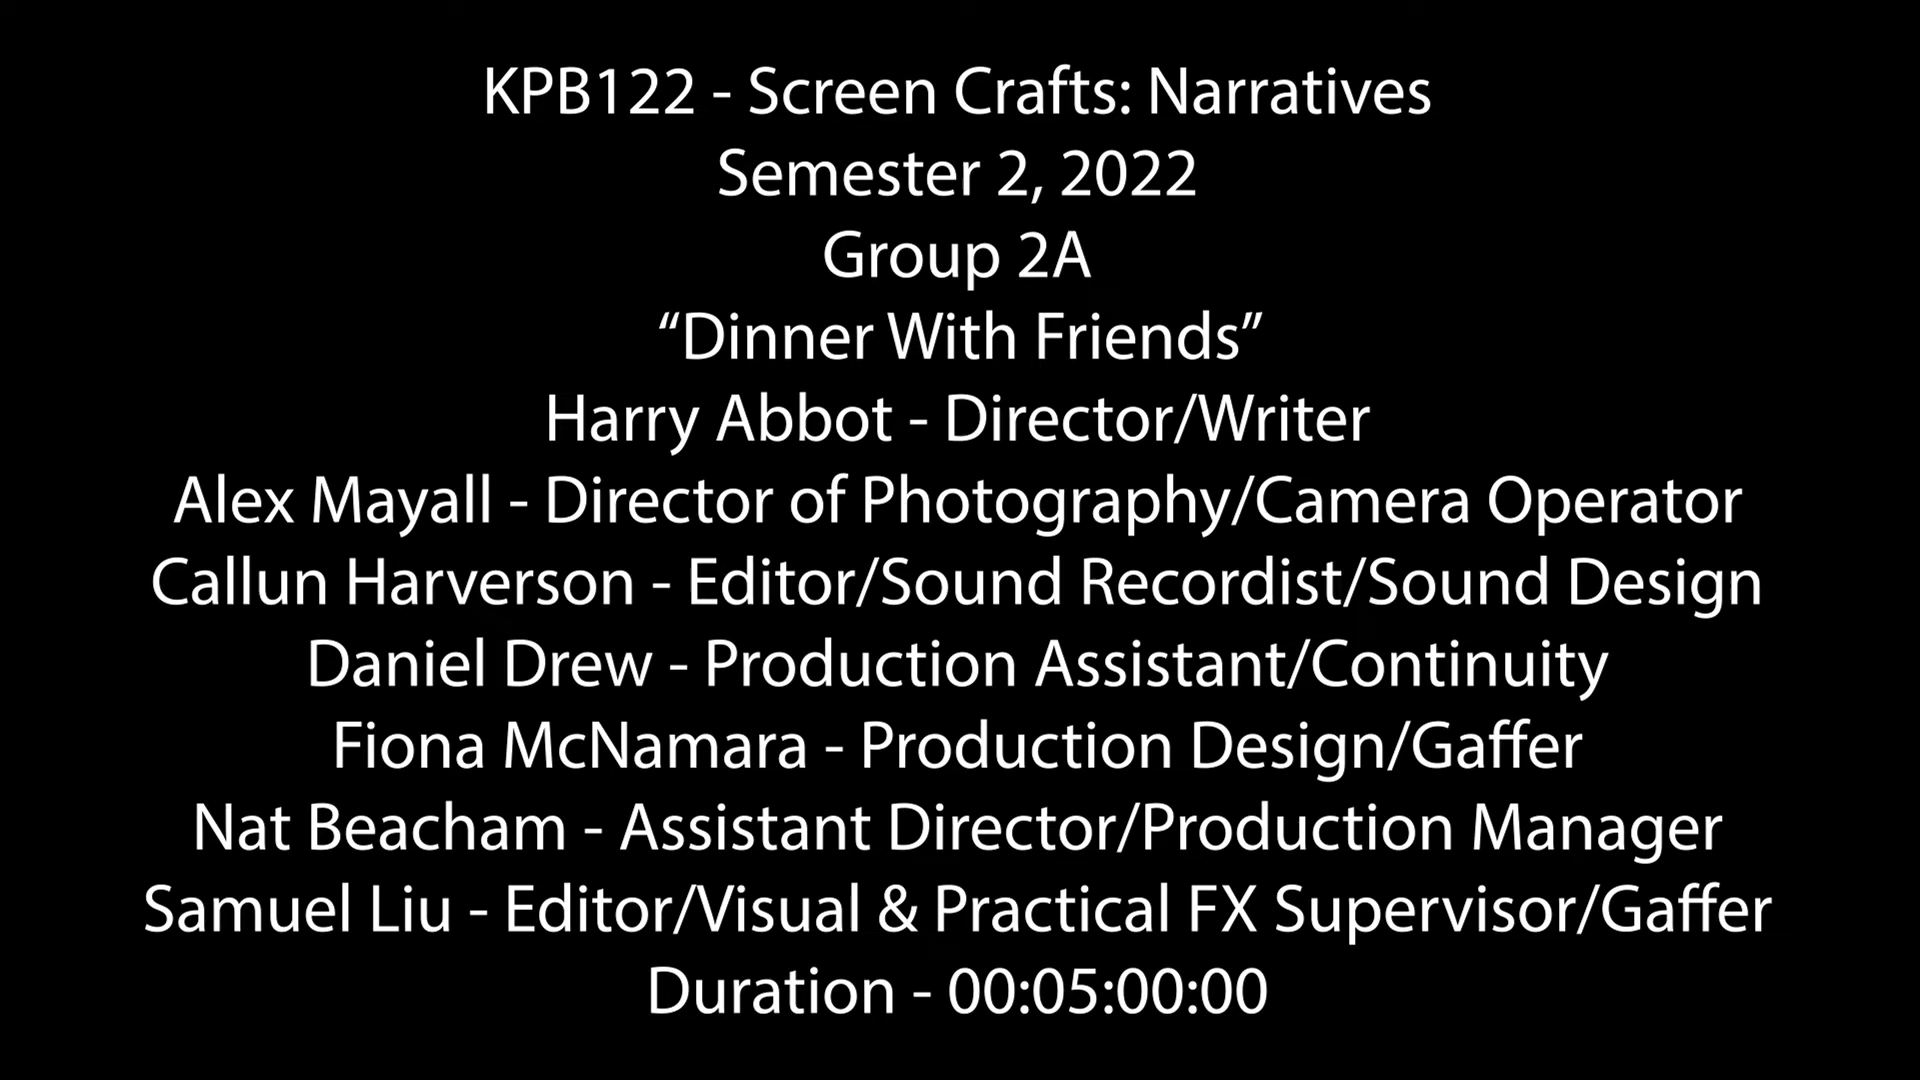 KPB122 - Screen Crafts: Narratives
Semester 2, 2022
Group 2A
“Dinner With Friends”
Harry Abbot - Director/Writer
Alex Mayall - Director of Photography/Camera Operator
Callun Harverson - Editor/Sound Recordist/Sound Design
Daniel Drew - Production Assistant/Continuity
Fiona McNamara - Production Design/Gaffer
Nat Beacham - Assistant Director/Production Manager
Samuel Liu - Editor/Visual & Practical FX Supervisor/Gaffer
Duration - 00:05:00:00